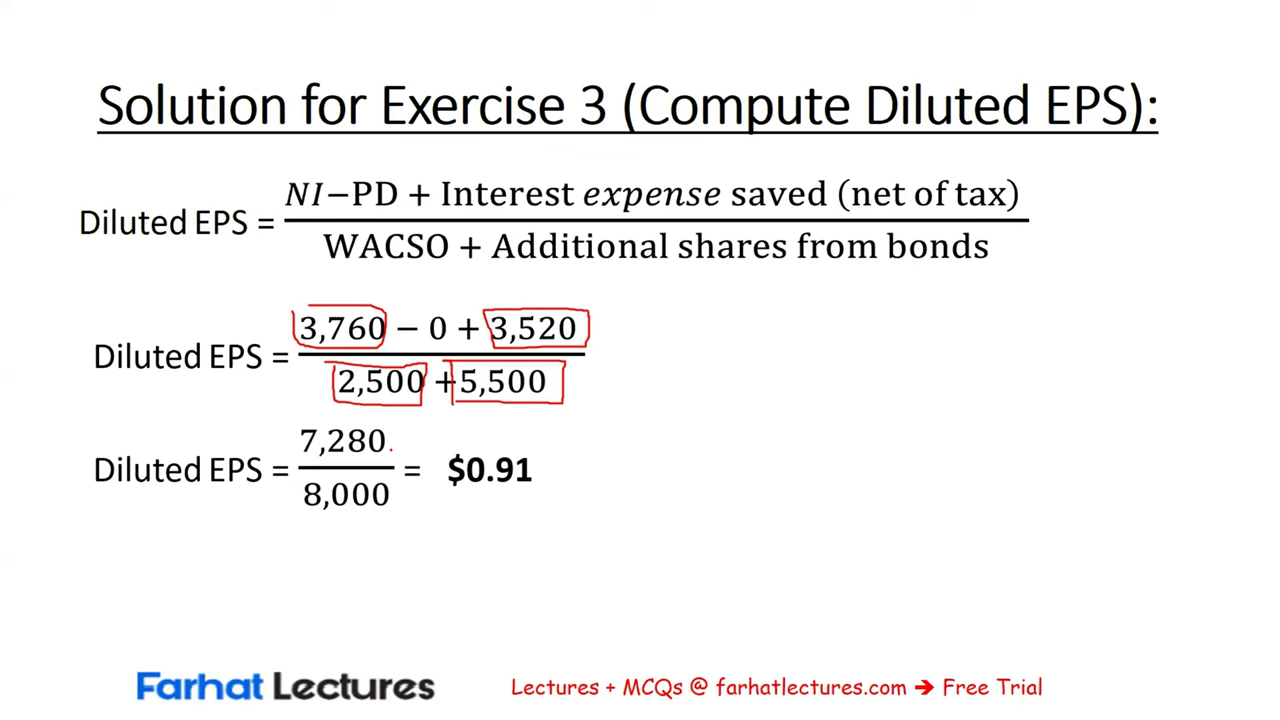 Solution for Exercise 3 (Compute Diluted EPS):
NI−PD + Interest expense saved (net of tax)
Diluted EPS =
WACSO + Additional shares from bonds
3,760 − 0 + 3,520
Diluted EPS =
2,500 +5,500
7,280
Diluted EPS = = $0.91
8,000
Farhat Lectures Lectures + MCQs @ farhatlectures.com ➔ Free Trial